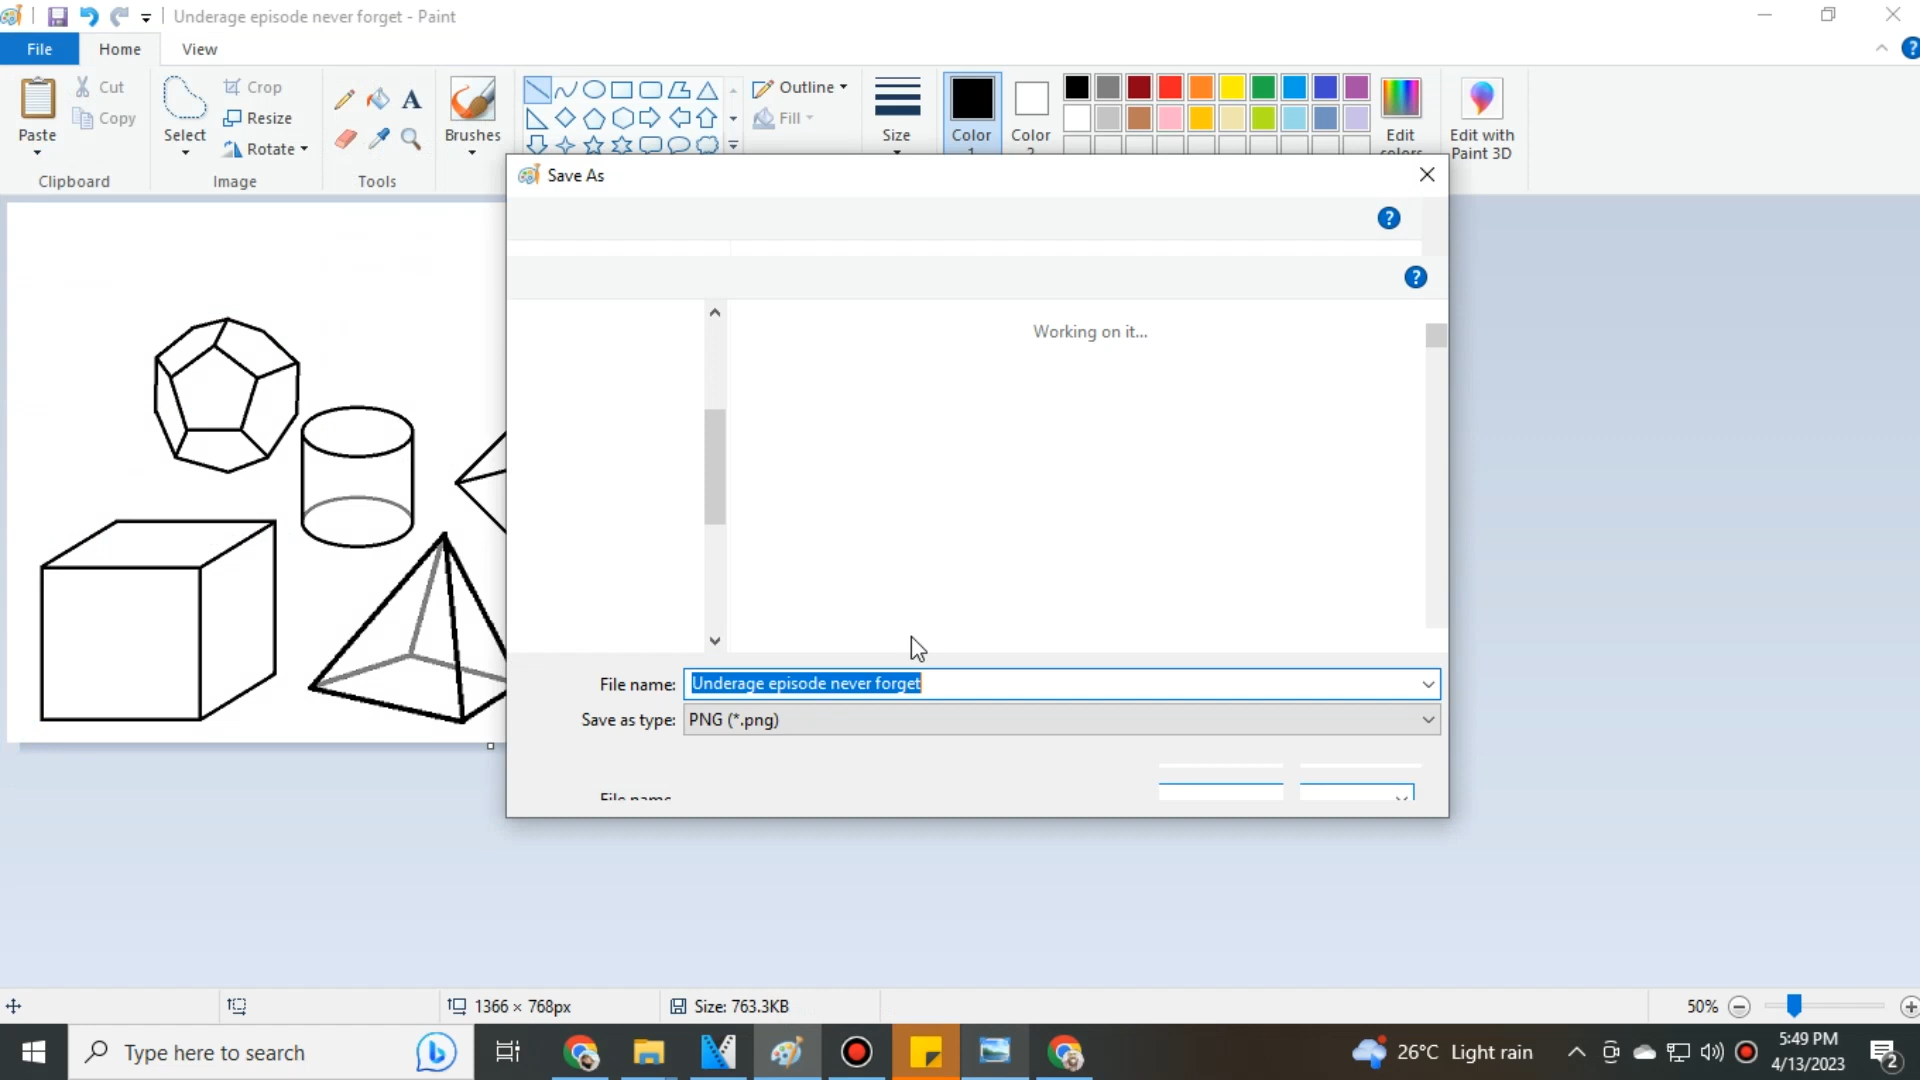 Underage episode never forget - Paint
File Home View
Paste
Cut
Copy
Clipboard
Select
Crop
Resize
Rotate
Image
Tools
Brushes
Outline
Fill
Size
Color
1
Color
2
Edit
colors
Edit with
Paint 3D
Save As
Working on it...
File name: Underage episode never forget
Save as type: PNG (*.png)
File name
1366 × 768px
Size: 763.3KB
50%
Type here to search
26°C Light rain
5:49 PM
4/13/2023
2